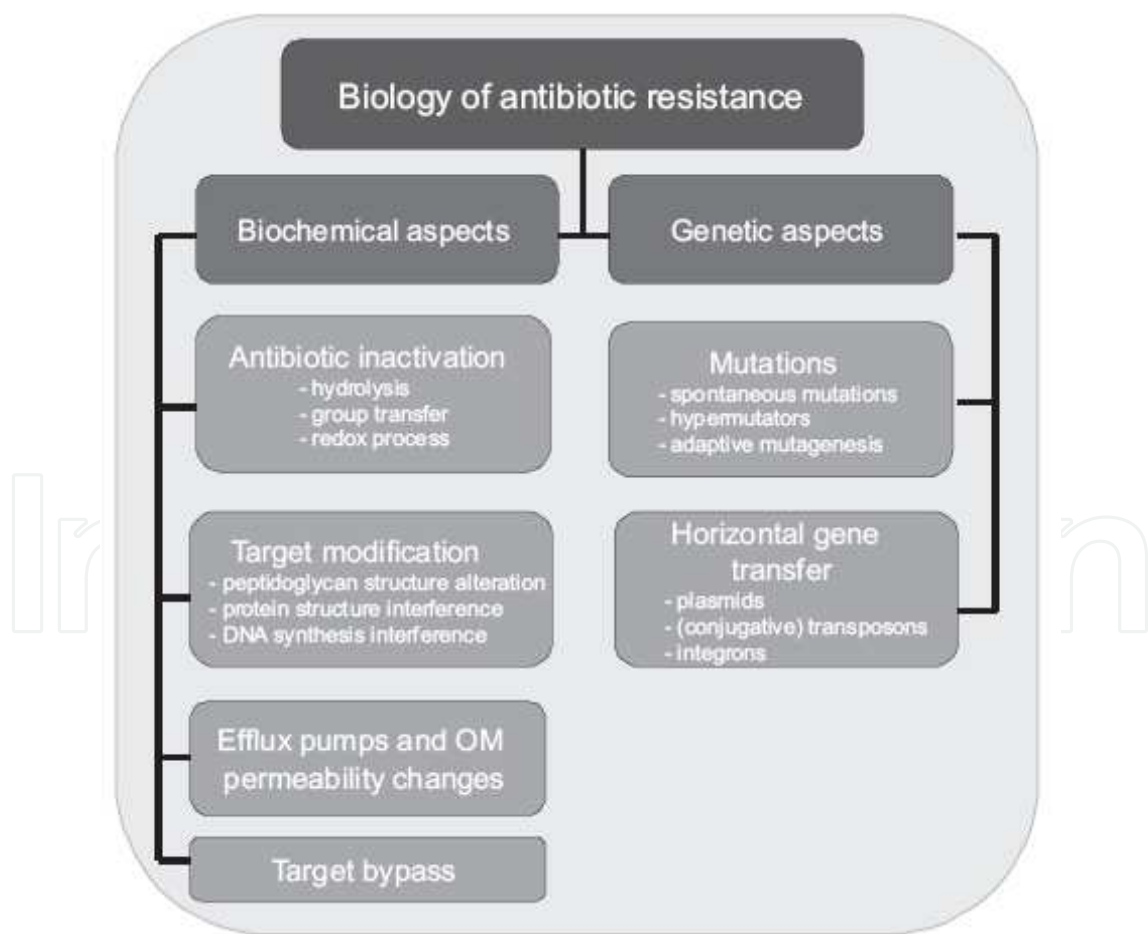 Biology of antibiotic resistance
Biochemical aspects
Antibiotic inactivation
- hydrolysis
- group transfer
- redox process
Target modification
- peptidoglycan structure alteration
- protein structure interference
- DNA synthesis interference
Efflux pumps and OM
permeability changes
Target bypass
Genetic aspects
Mutations
- spontaneous mutations
- hypermutators
- adaptive mutagenesis
Horizontal gene
transfer
- plasmids
- (conjugative) transposons
- integrons